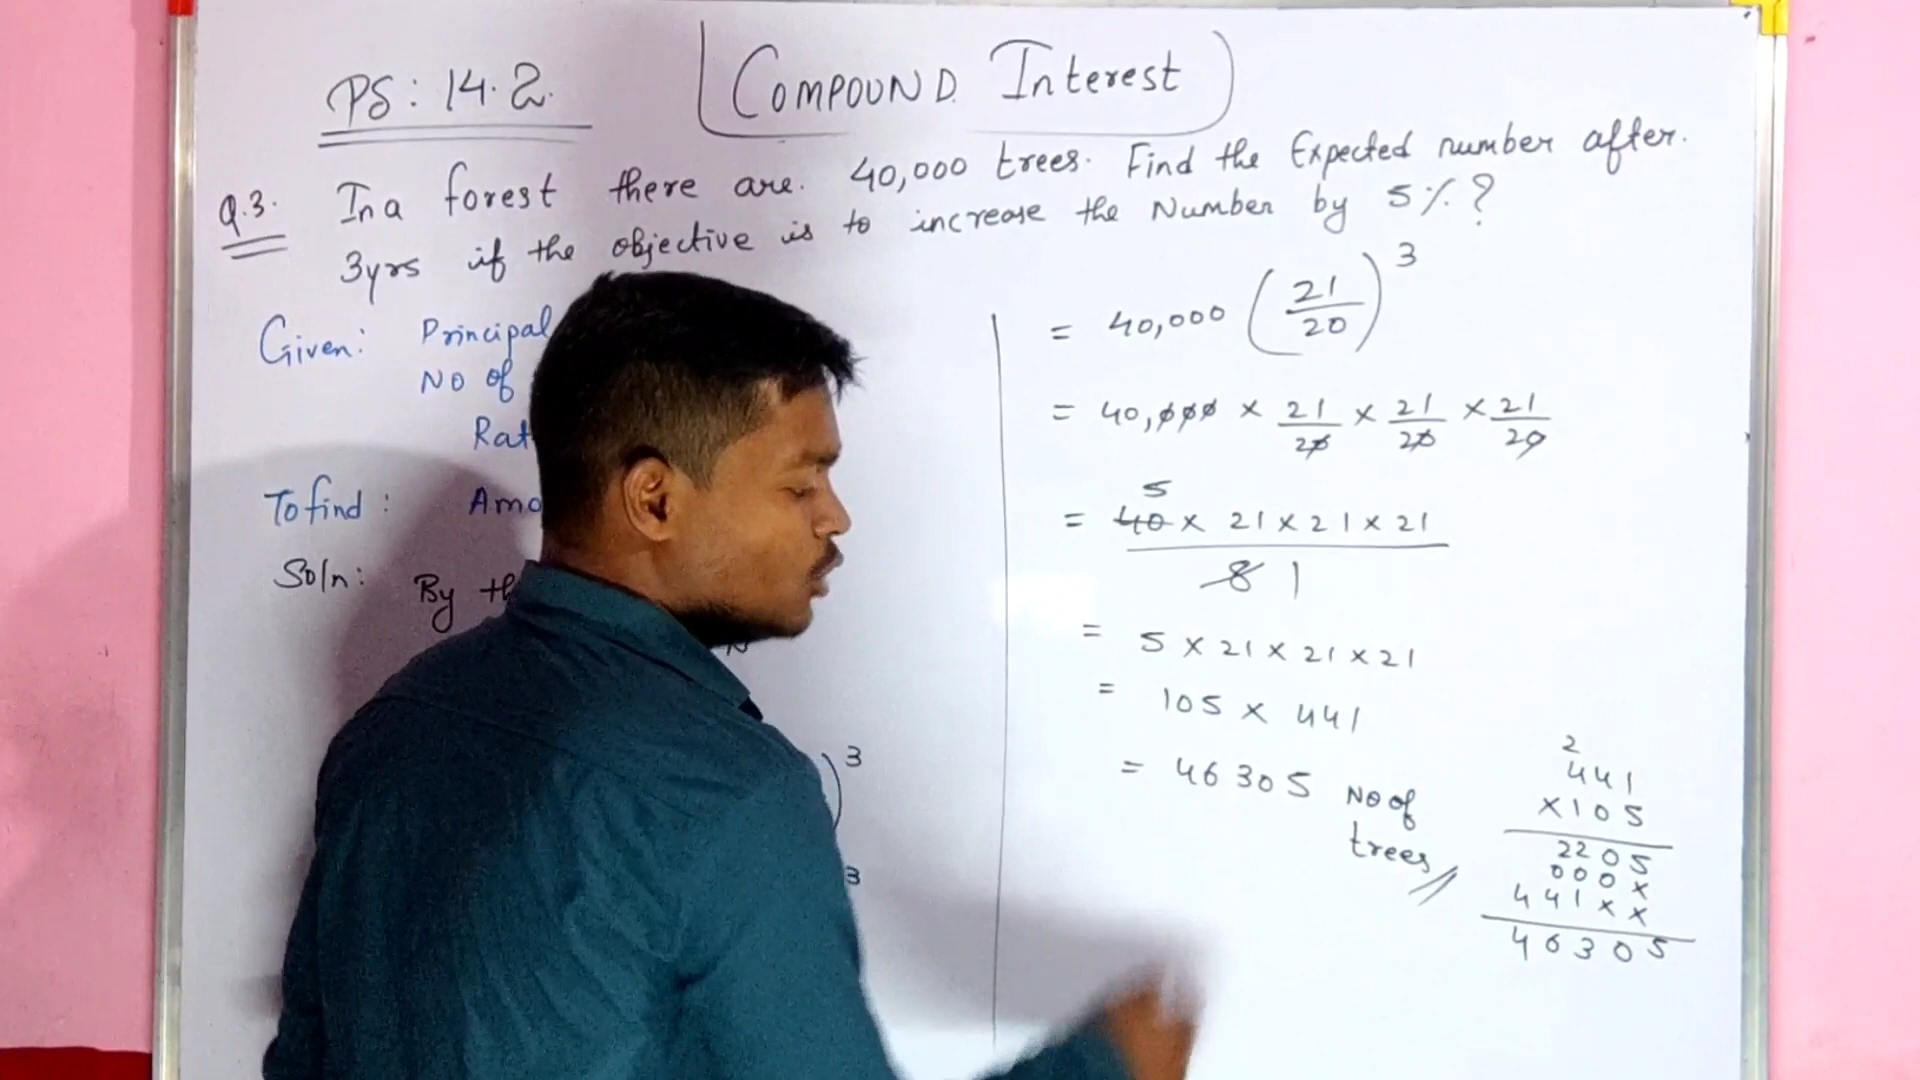 PS: 14.2.
COMPOUND. Interest
Q.3. In a forest there are. 40,000 trees. Find the Expected number after.
3yrs if the objective is to increase the Number by 5%?
Given: Principal
No of
To find:
Soln: By
)³
3
= 40,000 (21/20)³
= 40,000 × 21/20 × 21/20 × 21/20
5
= 40 × 21 × 21 × 21
8 1
= 5 × 21 × 21 × 21
= 105 × 441
= 46305 No of
trees
2
441
×105
2205
000×
441××
46305